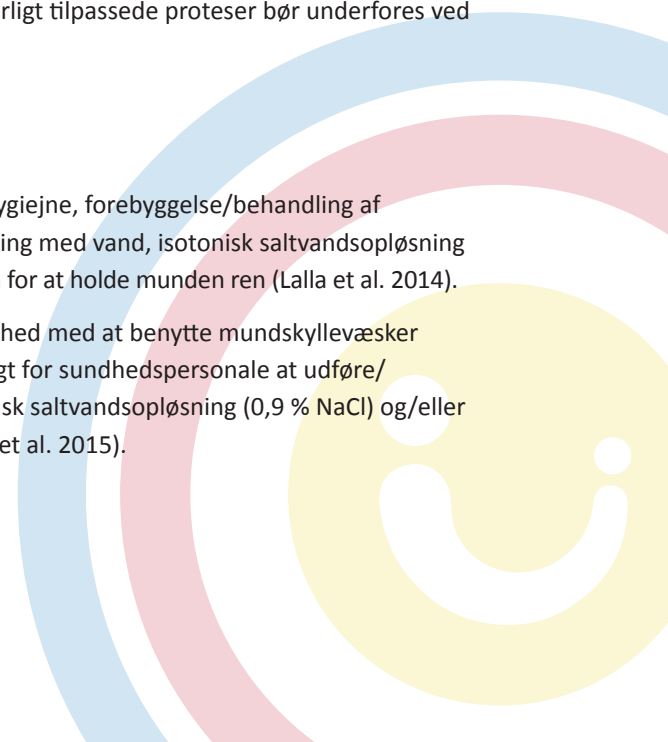 rligt tilpassede proteser bør underfores ved
ygiejne, forebyggelse/behandling af
ing med vand, isotonisk saltvandsopløsning
for at holde munden ren (Lalla et al. 2014).
hed med at benytte mundskyllevæsker
gt for sundhedspersonale at udføre/
sk saltvandsopløsning (0,9 % NaCl) og/eller
et al. 2015).